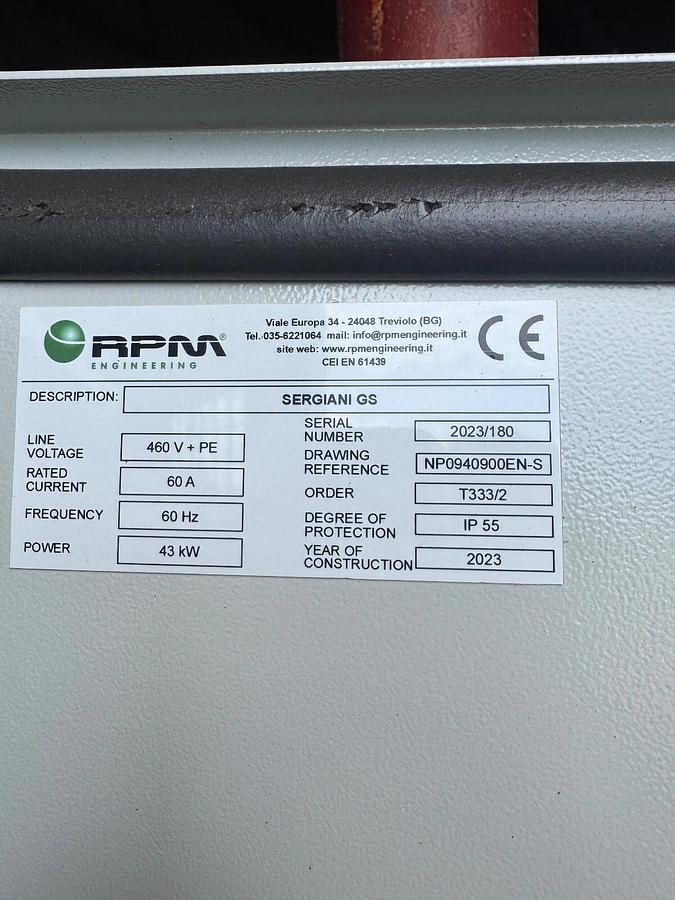 RPM®
ENGINEERING
Viale Europa 34 - 24048 Treviolo (BG)
Tel. 035-6221064 mail: info@rpmengineering.it
site web: www.rpmengineering.it
CEI EN 61439
CE
DESCRIPTION: SERGIANI GS
LINE VOLTAGE 460 V + PE
RATED CURRENT 60 A
FREQUENCY 60 Hz
POWER 43 kW
SERIAL NUMBER 2023/180
DRAWING REFERENCE NP0940900EN-S
ORDER T333/2
DEGREE OF PROTECTION IP 55
YEAR OF CONSTRUCTION 2023